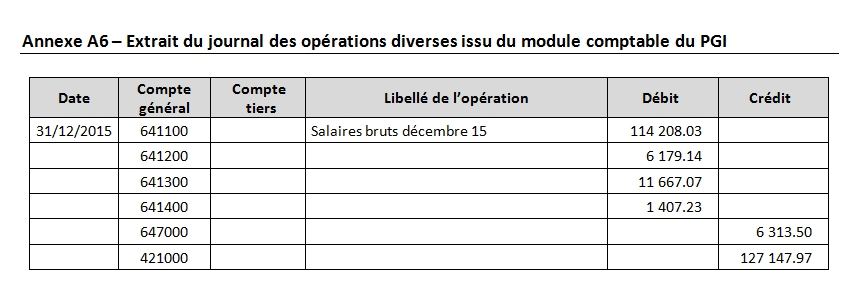 Annexe A6 – Extrait du journal des opérations diverses issu du module comptable du PGI
Date Compte général Compte tiers Libellé de l'opération Débit Crédit
31/12/2015 641100 Salaires bruts décembre 15 114 208.03
641200 6 179.14
641300 11 667.07
641400 1 407.23
647000 6 313.50
421000 127 147.97